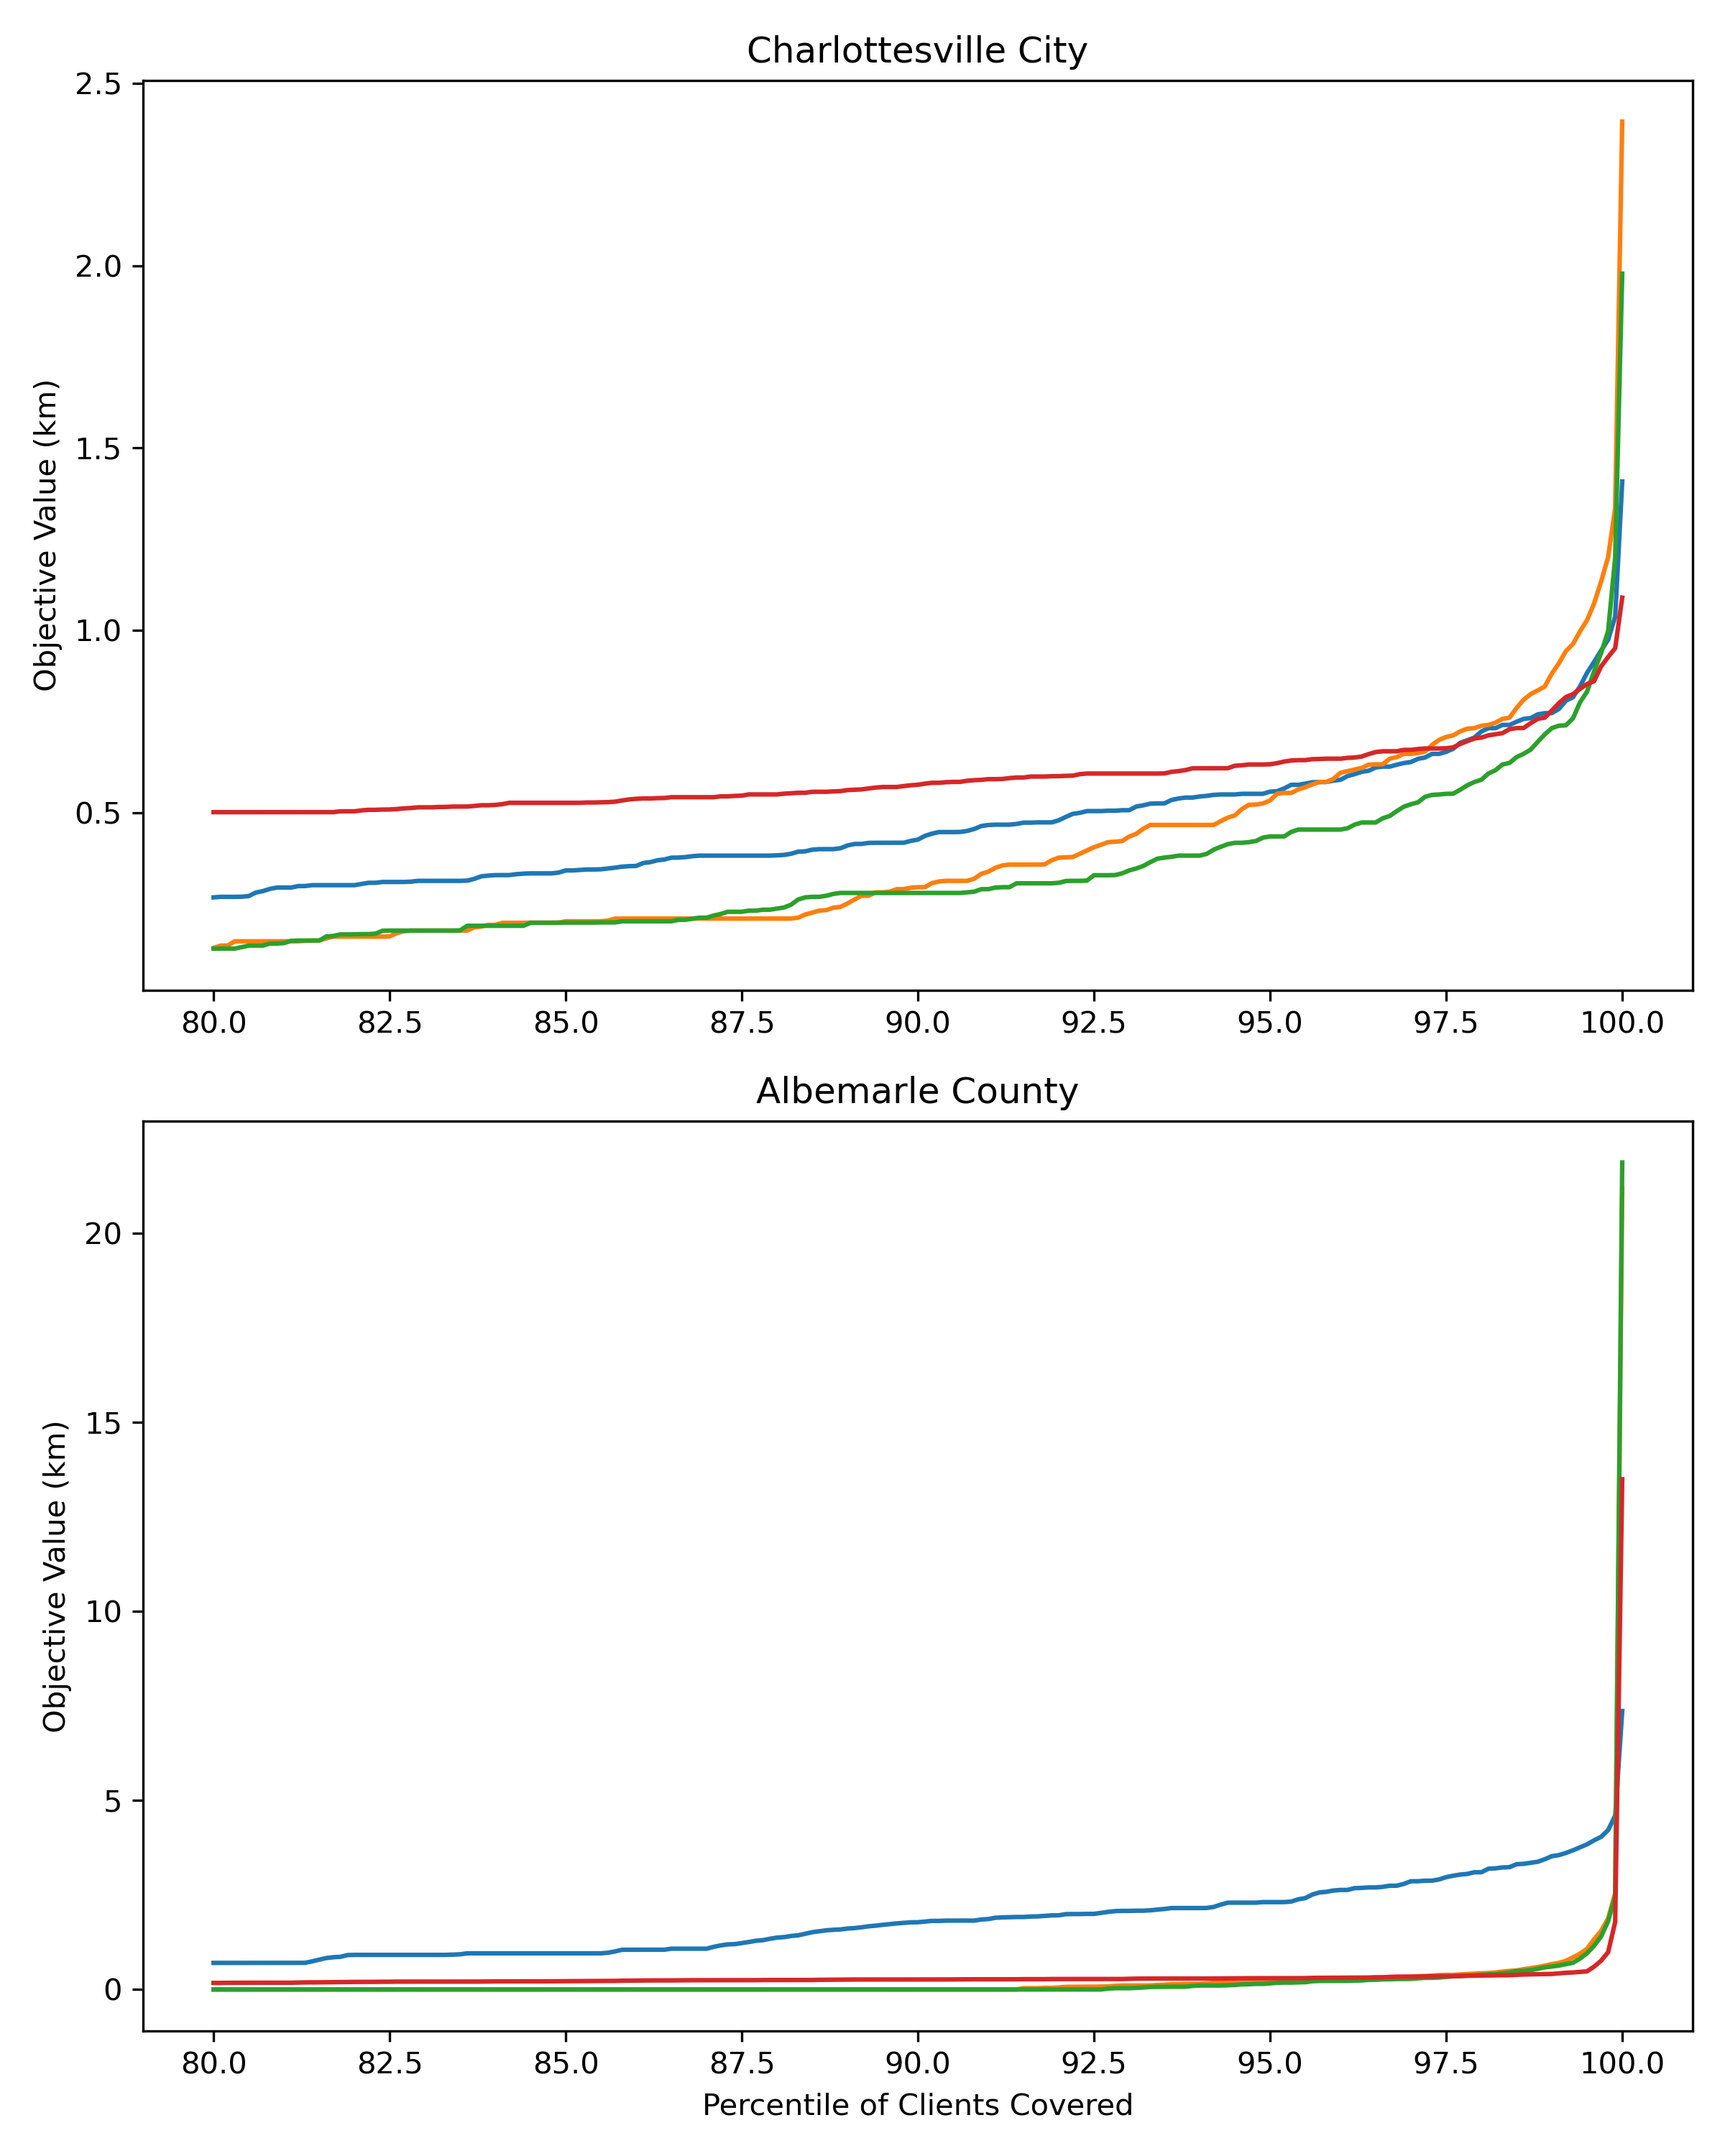 Charlottesville City
2.5
2.0
1.5
1.0
0.5
Objective Value (km)
80.0 82.5 85.0 87.5 90.0 92.5 95.0 97.5 100.0
Albemarle County
20
15
10
5
0
Objective Value (km)
80.0 82.5 85.0 87.5 90.0 92.5 95.0 97.5 100.0
Percentile of Clients Covered